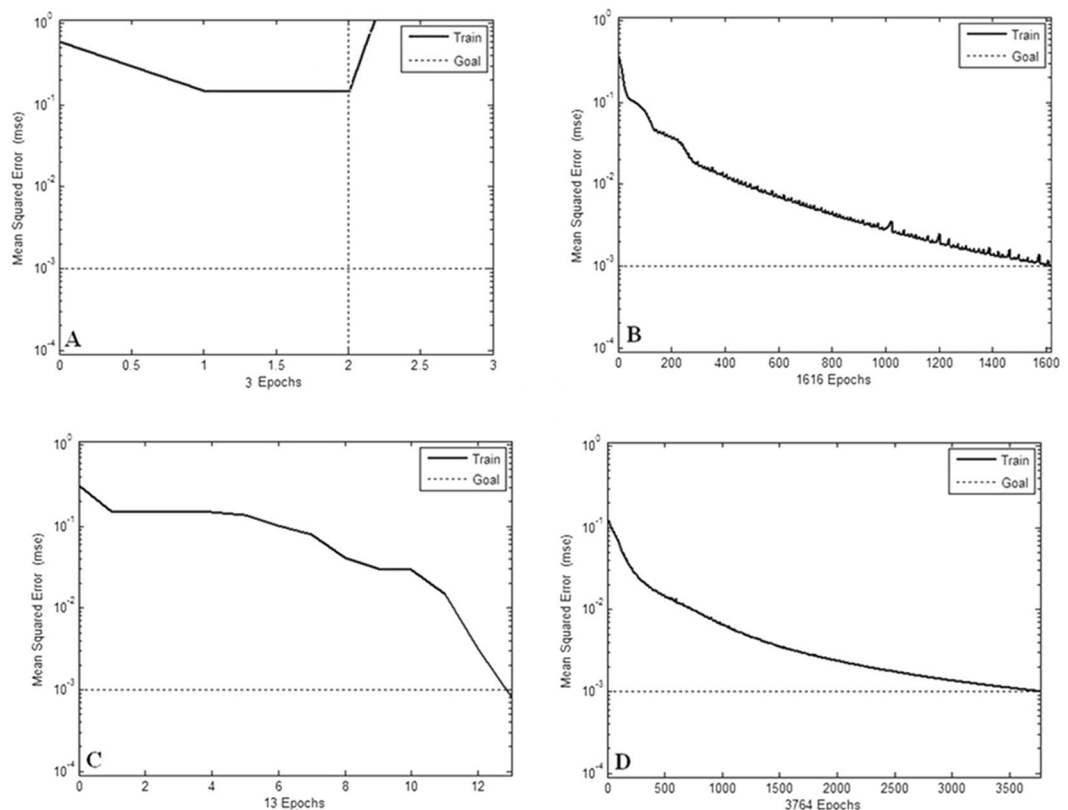 10^0
Train
Goal
10^-1
10^-2
10^-3
10^-4
Mean Squared Error (mse)
A
0 0.5 1 1.5 2 2.5 3
3 Epochs
10^0
Train
Goal
10^-1
10^-2
10^-3
10^-4
Mean Squared Error (mse)
B
0 200 400 600 800 1000 1200 1400 1600
1616 Epochs
10^0
Train
Goal
10^-1
10^-2
10^-3
10^-4
Mean Squared Error (mse)
C
0 2 4 6 8 10 12
13 Epochs
10^0
Train
Goal
10^-1
10^-2
10^-3
10^-4
Mean Squared Error (mse)
D
0 500 1000 1500 2000 2500 3000 3500
3764 Epochs